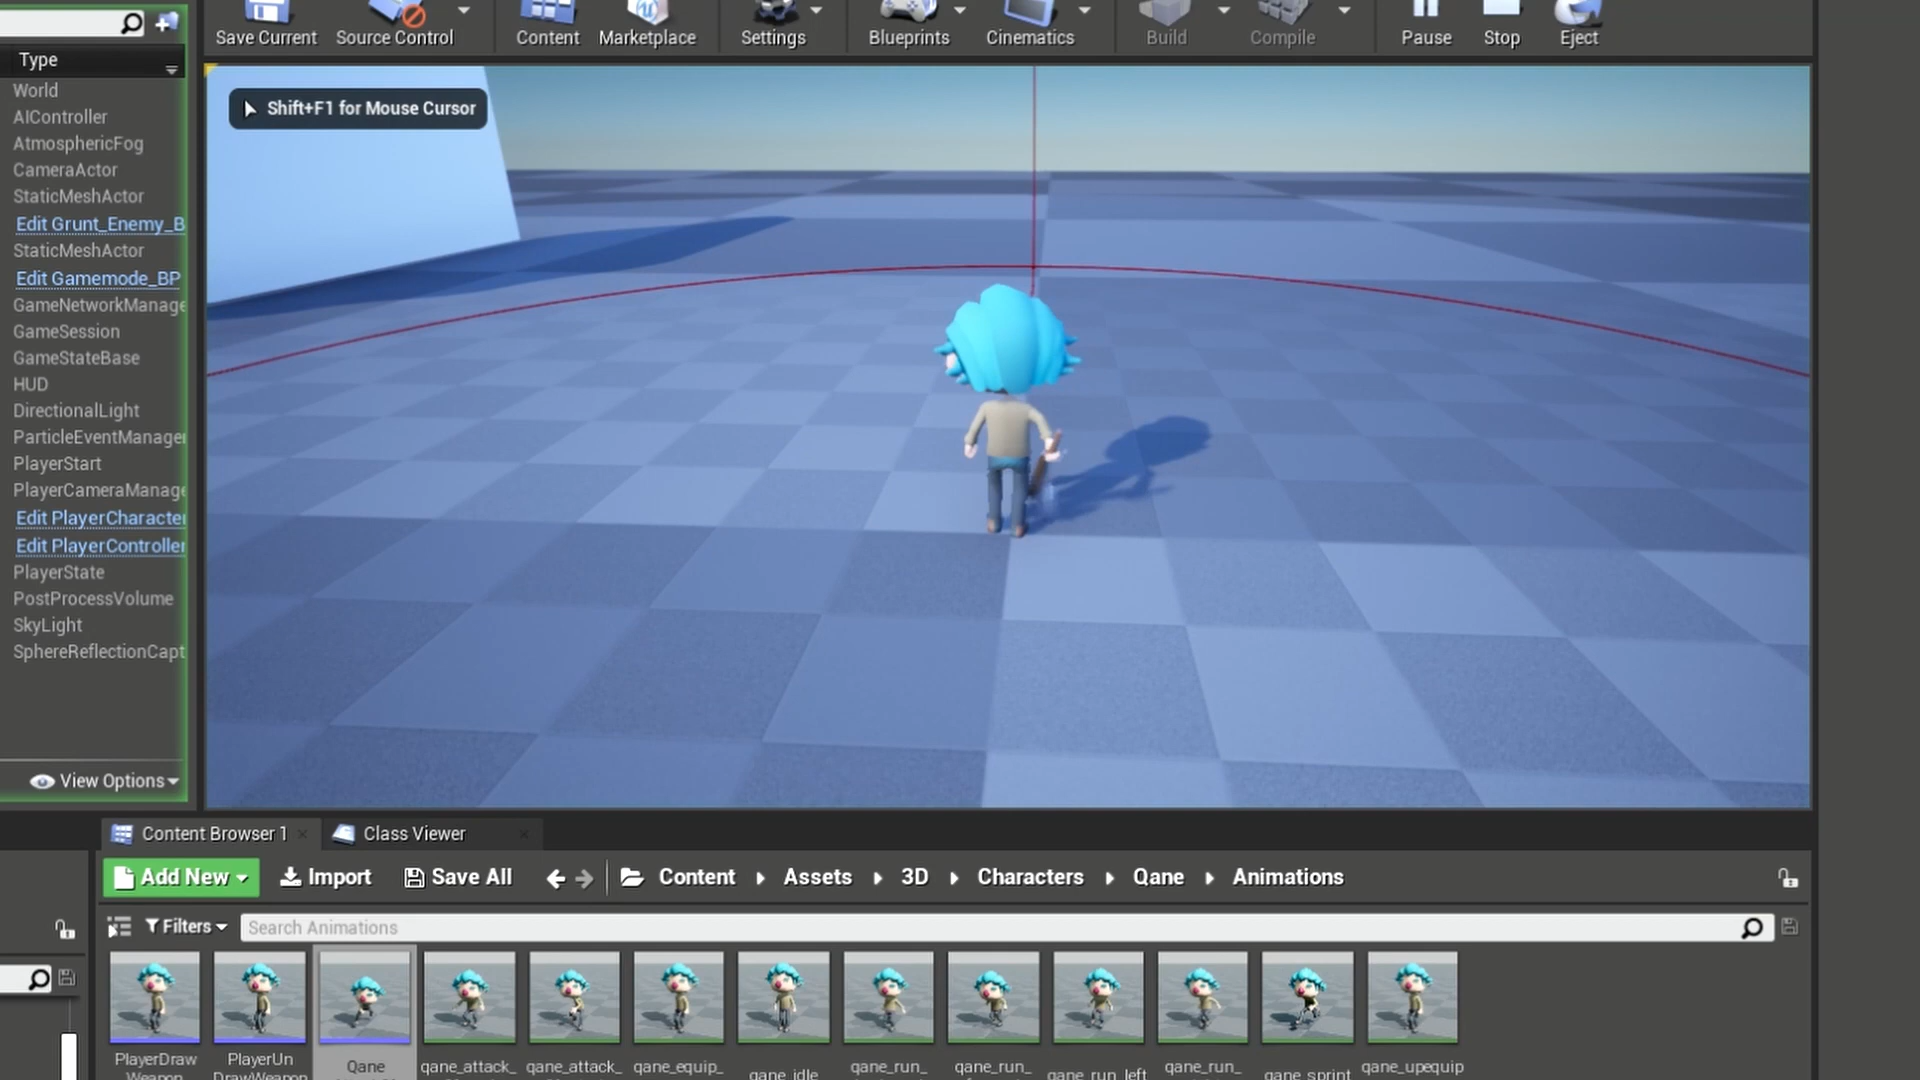 Save Current
Source Control
Content
Marketplace
Settings
Blueprints
Cinematics
Build
Compile
Pause
Stop
Eject
Type
World
AIController
AtmosphericFog
CameraActor
StaticMeshActor
Edit Grunt_Enemy_B
StaticMeshActor
Edit Gamemode_BP
GameNetworkManage
GameSession
GameStateBase
HUD
DirectionalLight
ParticleEventManager
PlayerStart
PlayerCameraManage
Edit PlayerCharacter
Edit PlayerController
PlayerState
PostProcessVolume
SkyLight
SphereReflectionCapt
View Options
Shift+F1 for Mouse Cursor
Content Browser 1
Class Viewer
Add New
Import
Save All
Content
Assets
3D
Characters
Qane
Animations
Filters
Search Animations
PlayerDraw
Weapon
PlayerUn
DrawWeapon
Qane
qane_attack_
qane_attack_
qane_equip_
qane_idle
qane_run_
qane_run_
qane_run_left
qane_run_
qane_sprint
qane_upequip